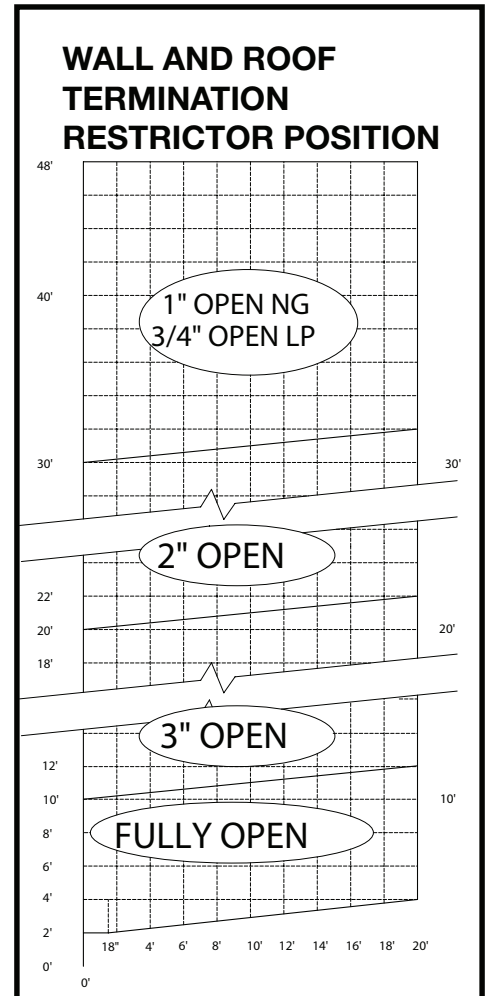 WALL AND ROOF
TERMINATION
RESTRICTOR POSITION
48'
40'
1" OPEN NG
3/4" OPEN LP
30' 30'
2" OPEN
22'
20' 20'
18'
3" OPEN
12'
10' 10'
8' FULLY OPEN
6'
4'
2'
18" 4' 6' 8' 10' 12' 14' 16' 18' 20'
0'
0'